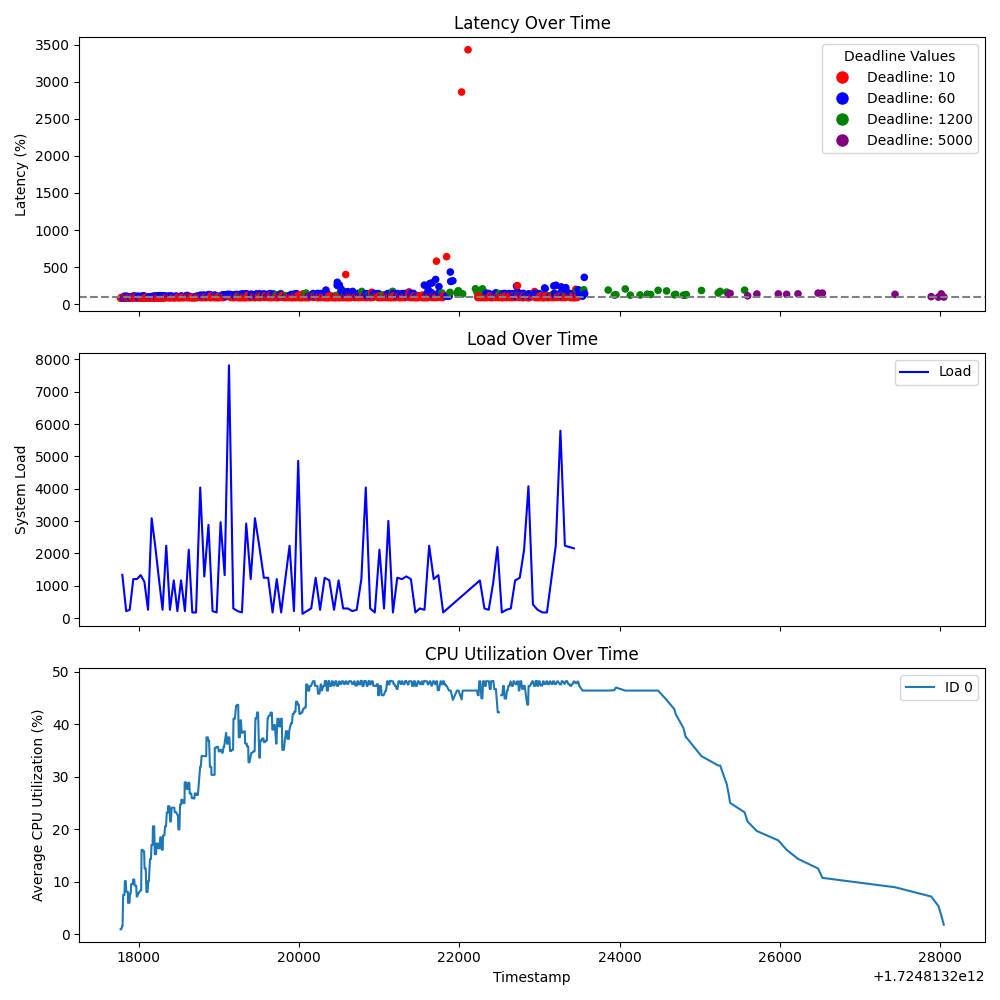 Latency Over Time
Latency (%)
3500
3000
2500
2000
1500
1000
500
0
Deadline Values
Deadline: 10
Deadline: 60
Deadline: 1200
Deadline: 5000
Load Over Time
System Load
8000
7000
6000
5000
4000
3000
2000
1000
0
Load
CPU Utilization Over Time
Average CPU Utilization (%)
50
40
30
20
10
0
ID 0
18000 20000 22000 24000 26000 28000
Timestamp
+1.7248132e12